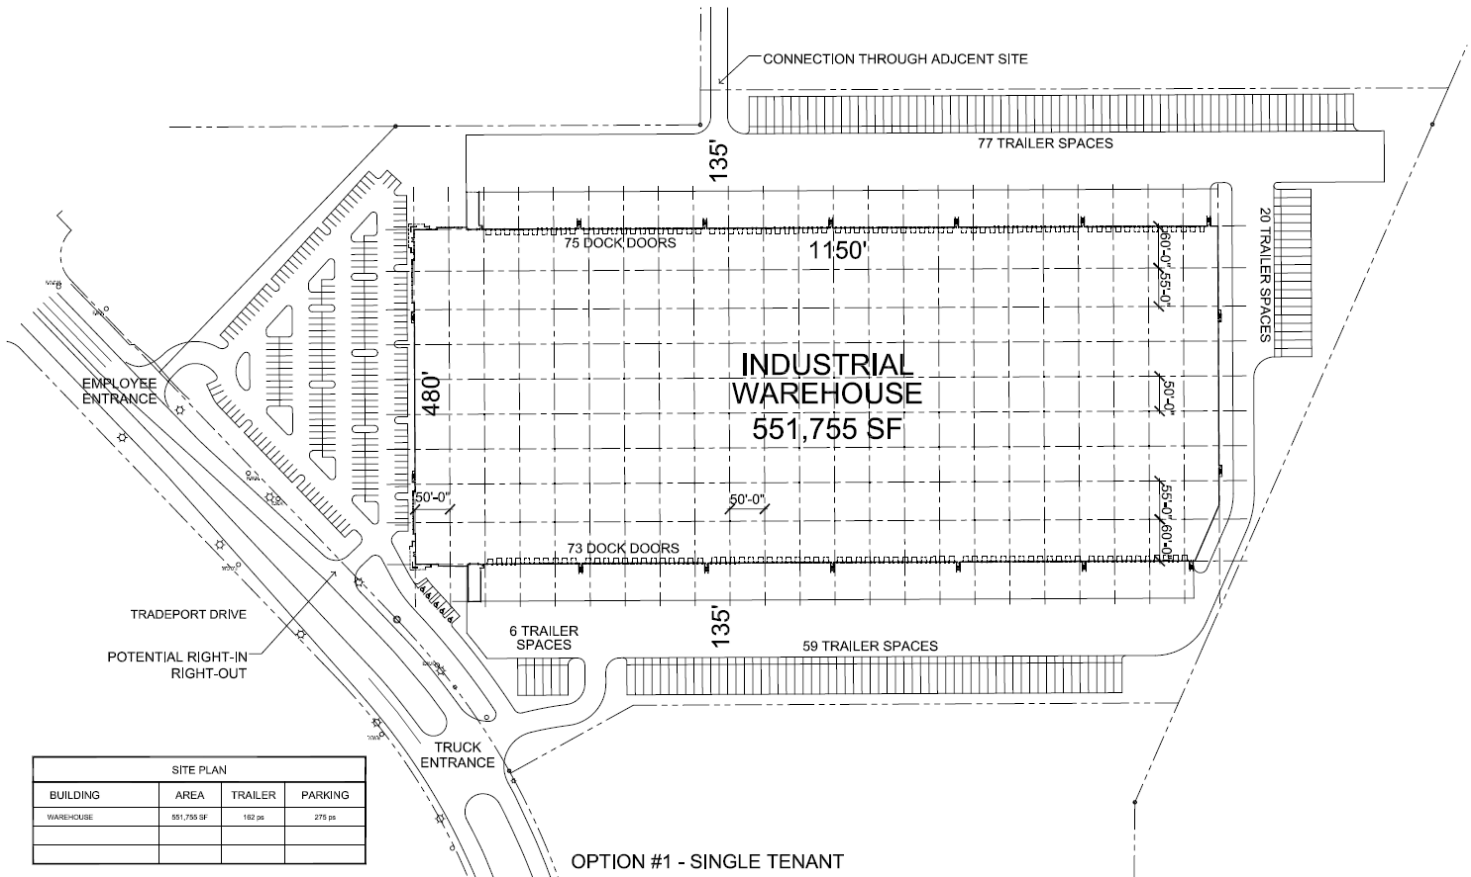 CONNECTION THROUGH ADJCENT SITE
77 TRAILER SPACES
135'
20 TRAILER SPACES
75 DOCK DOORS
1150'
60'-0"
55'-0"
EMPLOYEE
ENTRANCE
480'
INDUSTRIAL
WAREHOUSE
551,755 SF
50'-0"
50'-0"
50'-0"
55'-0"
60'-0"
73 DOCK DOORS
TRADEPORT DRIVE
135'
6 TRAILER
SPACES
59 TRAILER SPACES
POTENTIAL RIGHT-IN
RIGHT-OUT
TRUCK
ENTRANCE
SITE PLAN
BUILDING AREA TRAILER PARKING
WAREHOUSE 551,755 SF 162 ps 275 ps
OPTION #1 - SINGLE TENANT